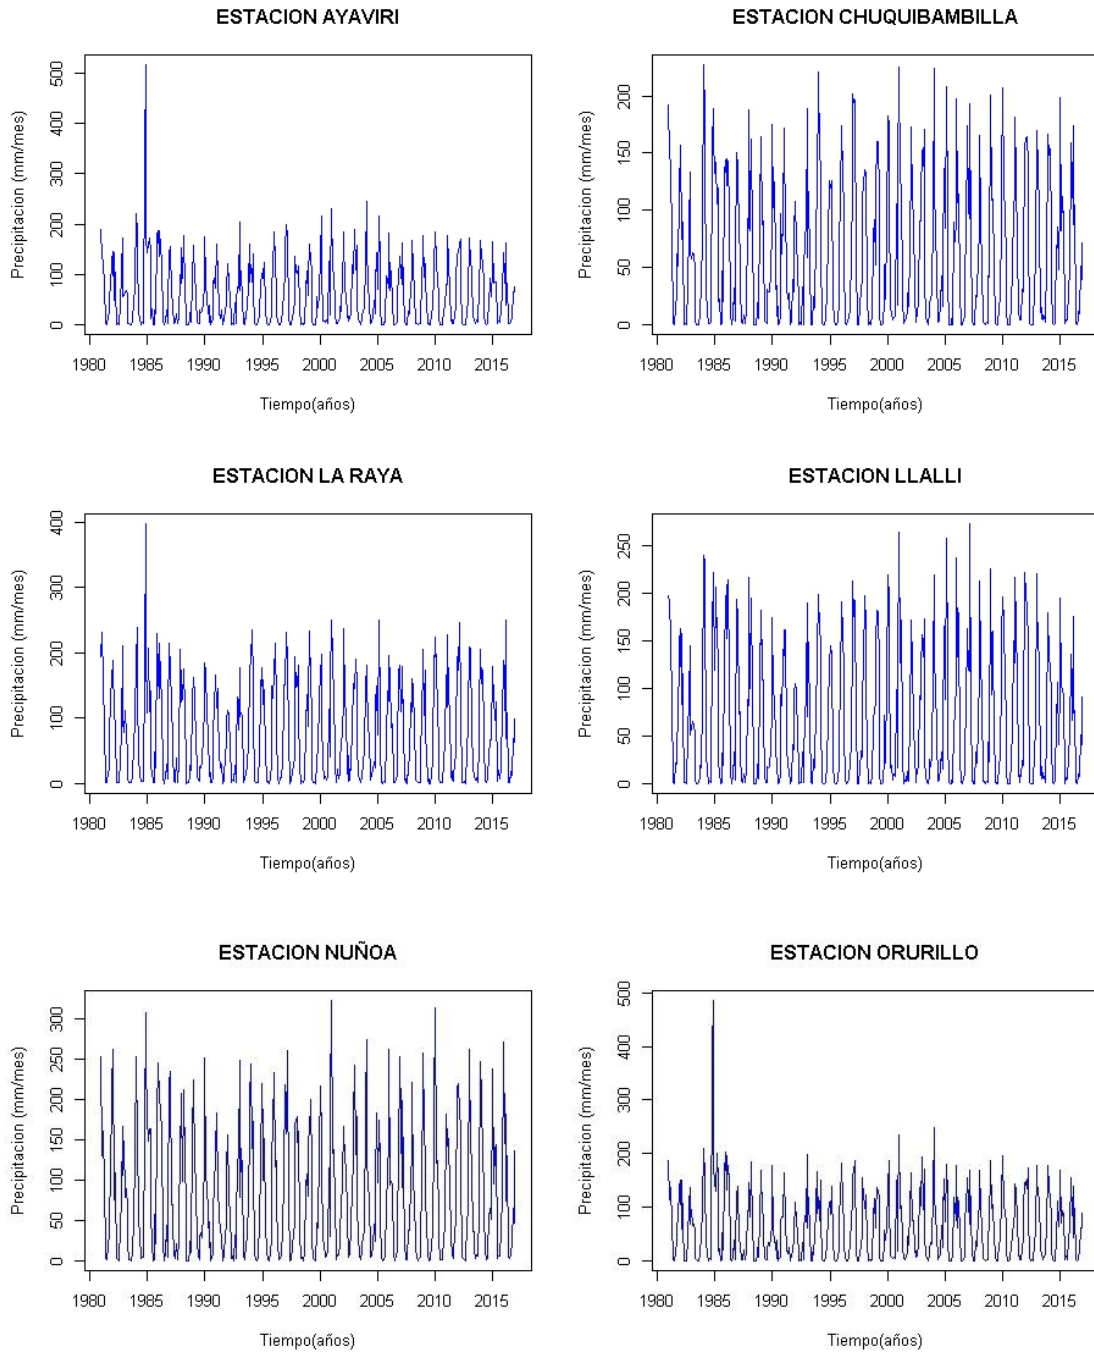 ESTACION AYAVIRI
Precipitacion (mm/mes)
500
400
300
200
100
0
1980 1985 1990 1995 2000 2005 2010 2015
Tiempo(años)
ESTACION CHUQUIBAMBILLA
Precipitacion (mm/mes)
200
150
100
50
0
1980 1985 1990 1995 2000 2005 2010 2015
Tiempo(años)
ESTACION LA RAYA
Precipitacion (mm/mes)
400
300
200
100
0
1980 1985 1990 1995 2000 2005 2010 2015
Tiempo(años)
ESTACION LLALLI
Precipitacion (mm/mes)
250
200
150
100
50
0
1980 1985 1990 1995 2000 2005 2010 2015
Tiempo(años)
ESTACION NUÑOA
Precipitacion (mm/mes)
300
250
200
150
100
50
0
1980 1985 1990 1995 2000 2005 2010 2015
Tiempo(años)
ESTACION ORURILLO
Precipitacion (mm/mes)
500
400
300
200
100
0
1980 1985 1990 1995 2000 2005 2010 2015
Tiempo(años)